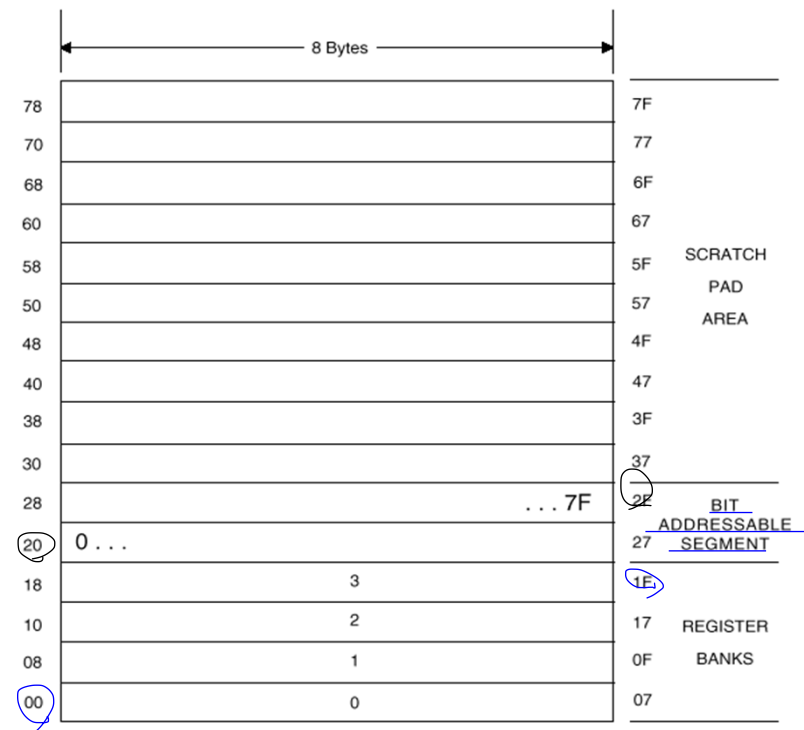 8 Bytes
78 7F
70 77
68 6F
60 67
SCRATCH
58 5F
PAD
50 57
AREA
48 4F
40 47
38 3F
30 37
28 ...7F 2F BIT
ADDRESSABLE
20 0... 27 SEGMENT
18 3 1F
10 2 17 REGISTER
08 1 0F BANKS
00 0 07